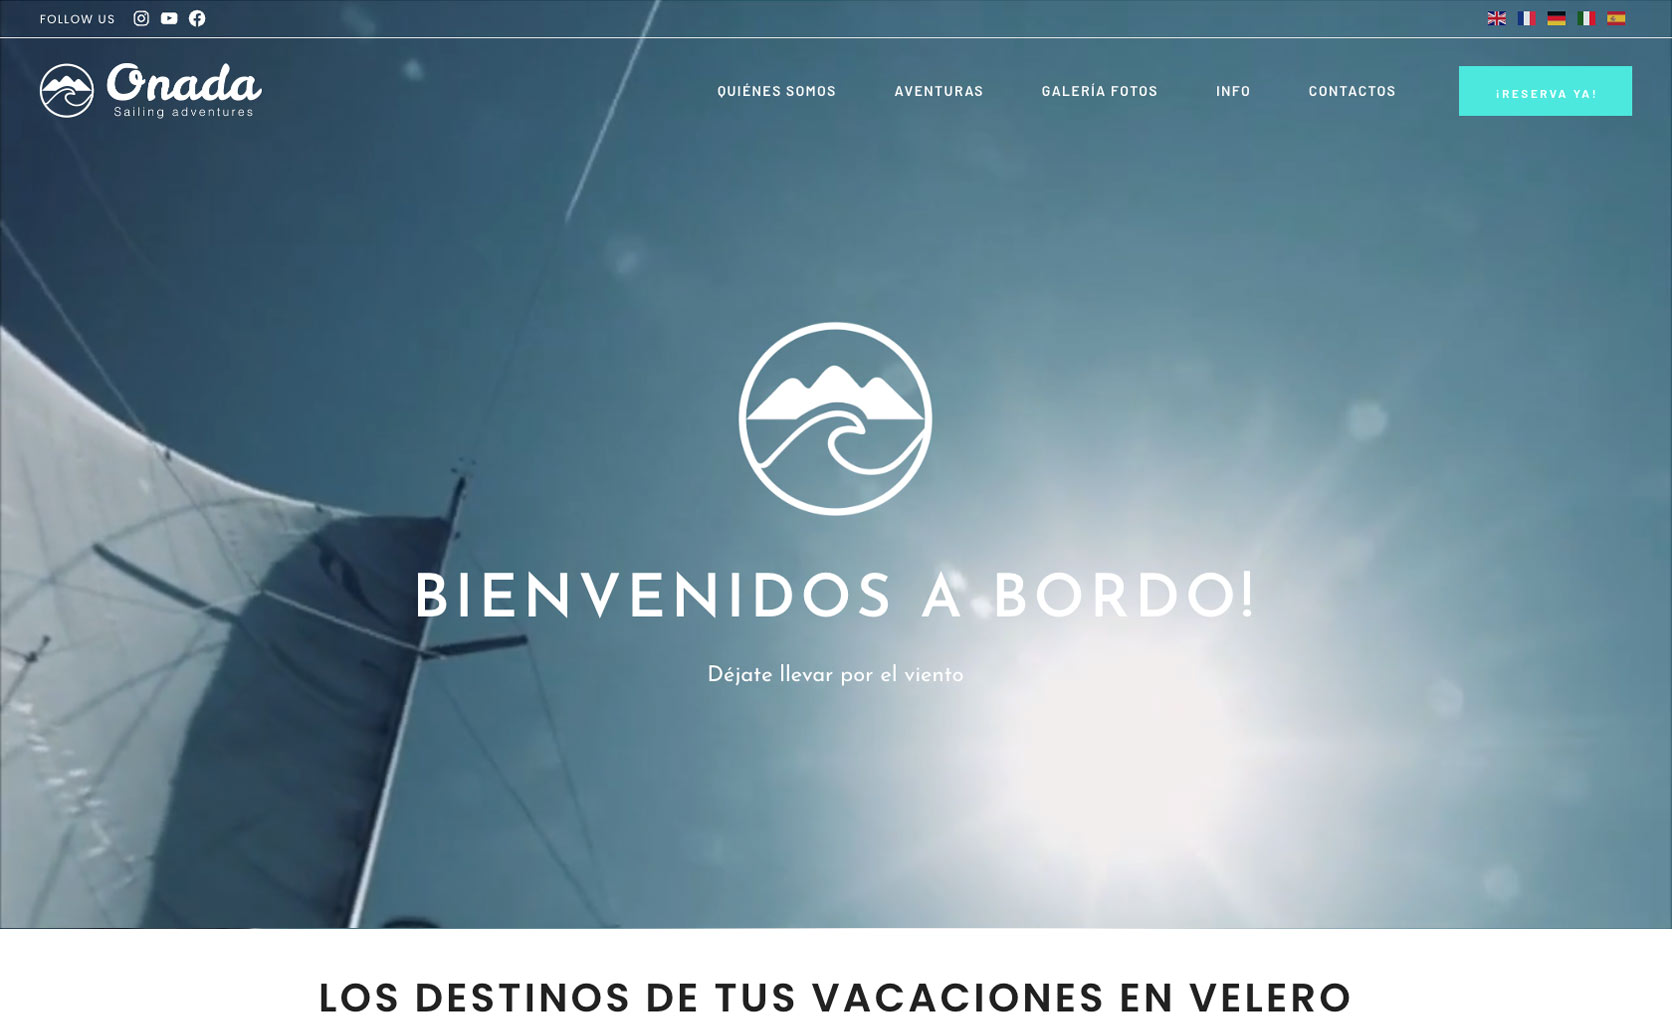 FOLLOW US
Onada
Sailing adventures
QUIÉNES SOMOS
AVENTURAS
GALERÍA FOTOS
INFO
CONTACTOS
¡RESERVA YA!
BIENVENIDOS A BORDO!
Déjate llevar por el viento
LOS DESTINOS DE TUS VACACIONES EN VELERO